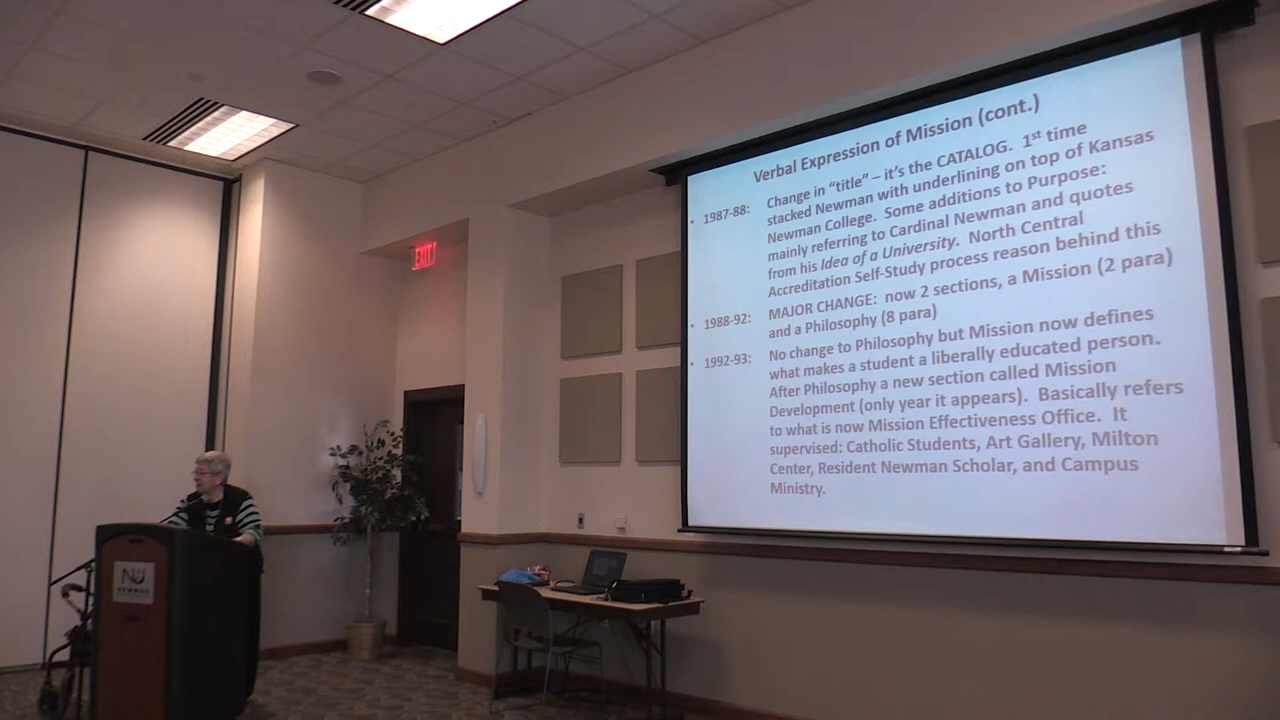 Verbal Expression of Mission (cont.)
• 1987-88: Change in “title” – it’s the CATALOG. 1st time
stacked Newman with underlining on top of Kansas
Newman College. Some additions to Purpose:
mainly referring to Cardinal Newman and quotes
from his Idea of a University. North Central
Accreditation Self-Study process reason behind this
• 1988-92: MAJOR CHANGE: now 2 sections, a Mission (2 para)
and a Philosophy (8 para)
• 1992-93: No change to Philosophy but Mission now defines
what makes a student a liberally educated person.
After Philosophy a new section called Mission
Development (only year it appears). Basically refers
to what is now Mission Effectiveness Office. It
supervised: Catholic Students, Art Gallery, Milton
Center, Resident Newman Scholar, and Campus
Ministry.
EXIT
NU
NEWMAN